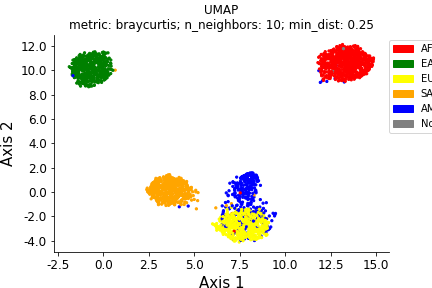 UMAP
metric: braycurtis; n_neighbors: 10; min_dist: 0.25
12.0
10.0
8.0
6.0
4.0
2.0
0.0
-2.0
-4.0
Axis 2
-2.5 0.0 2.5 5.0 7.5 10.0 12.5 15.0
Axis 1
AF
EA
EU
SA
AM